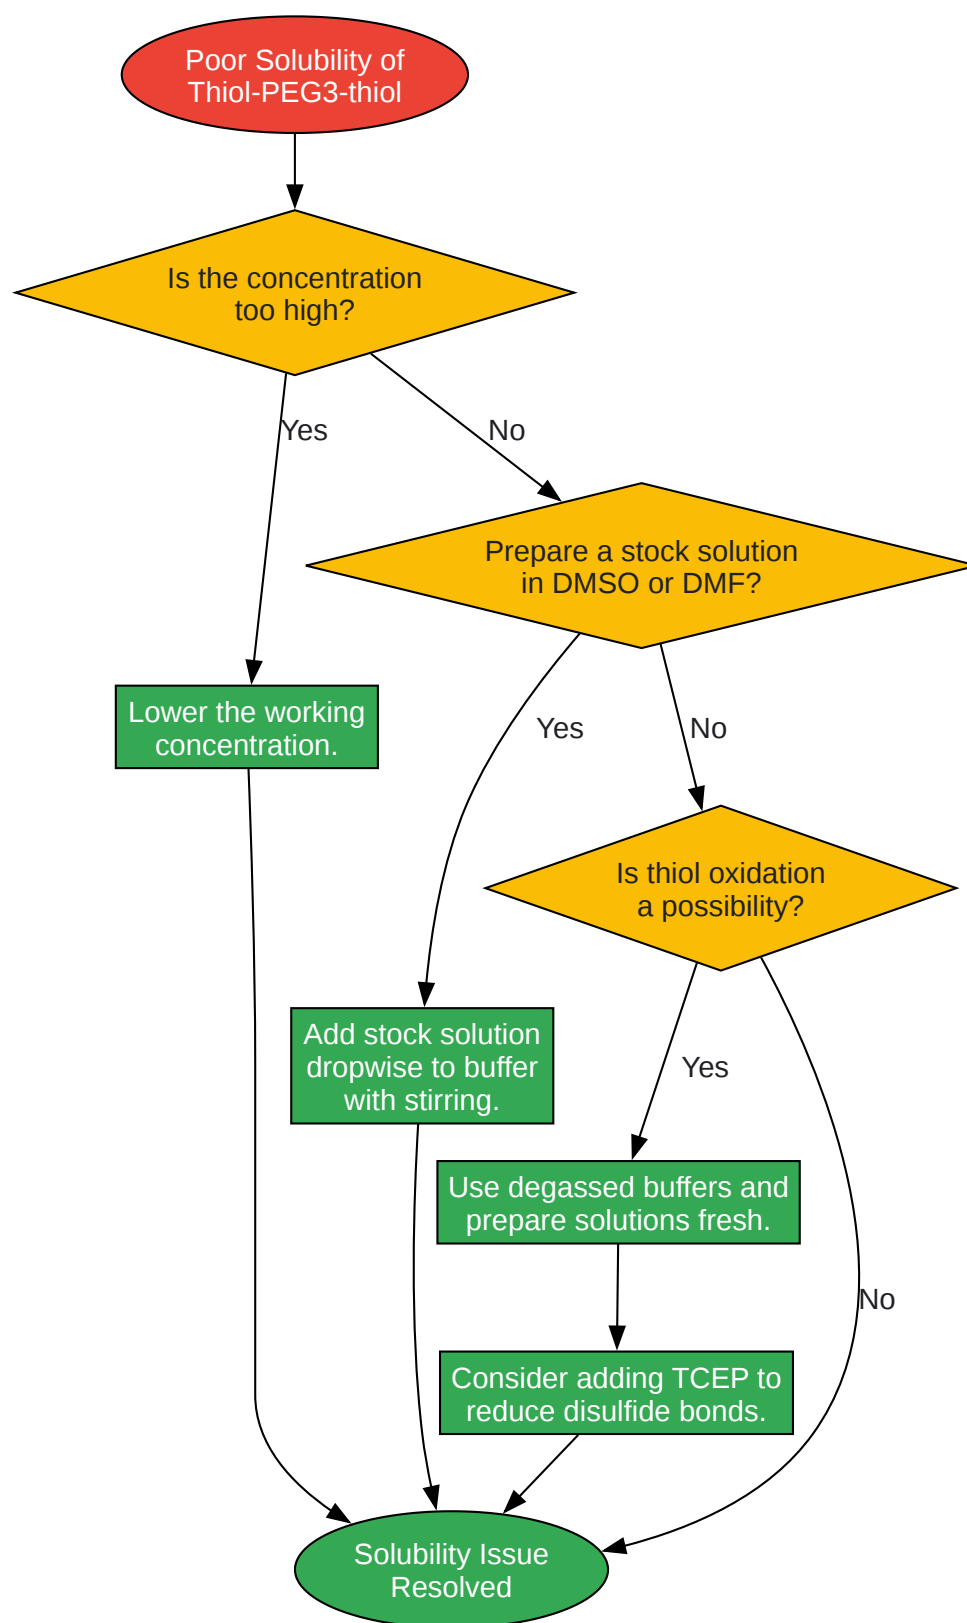 Poor Solubility of
Thiol-PEG3-thiol
Is the concentration
too high?
Yes
No
Prepare a stock solution
in DMSO or DMF?
Lower the working
concentration.
Yes
No
Is thiol oxidation
a possibility?
Add stock solution
dropwise to buffer
with stirring.
Yes
Use degassed buffers and
prepare solutions fresh.
No
Consider adding TCEP to
reduce disulfide bonds.
Solubility Issue
Resolved